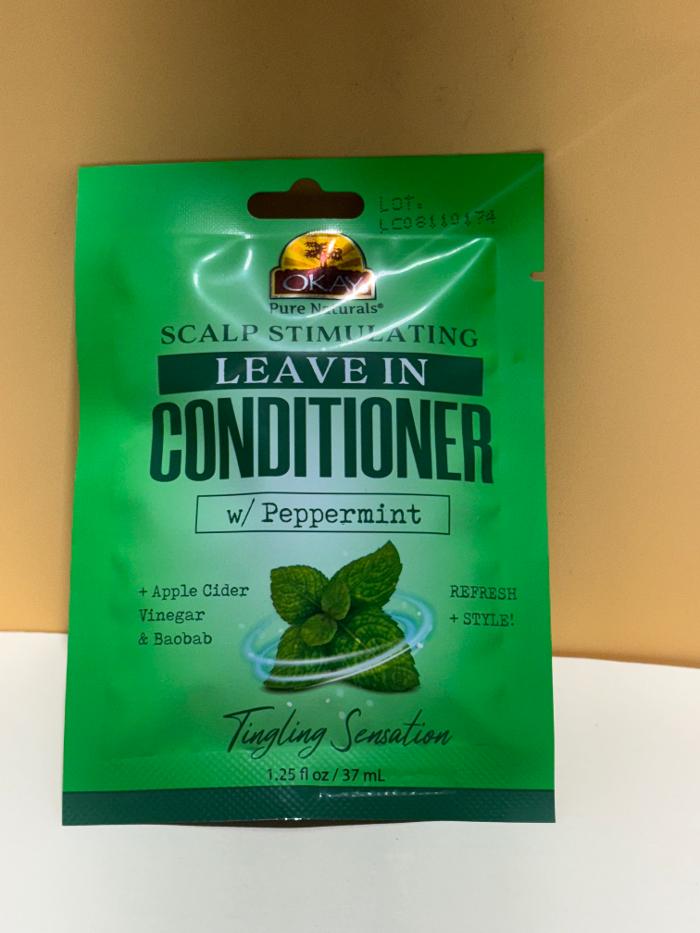 LOT:
LC08119174
OKAY
Pure Naturals®
SCALP STIMULATING
LEAVE IN
CONDITIONER
w/ Peppermint
+ Apple Cider
Vinegar
& Baobab
REFRESH
+ STYLE!
Tingling Sensation
1.25 fl oz / 37 mL